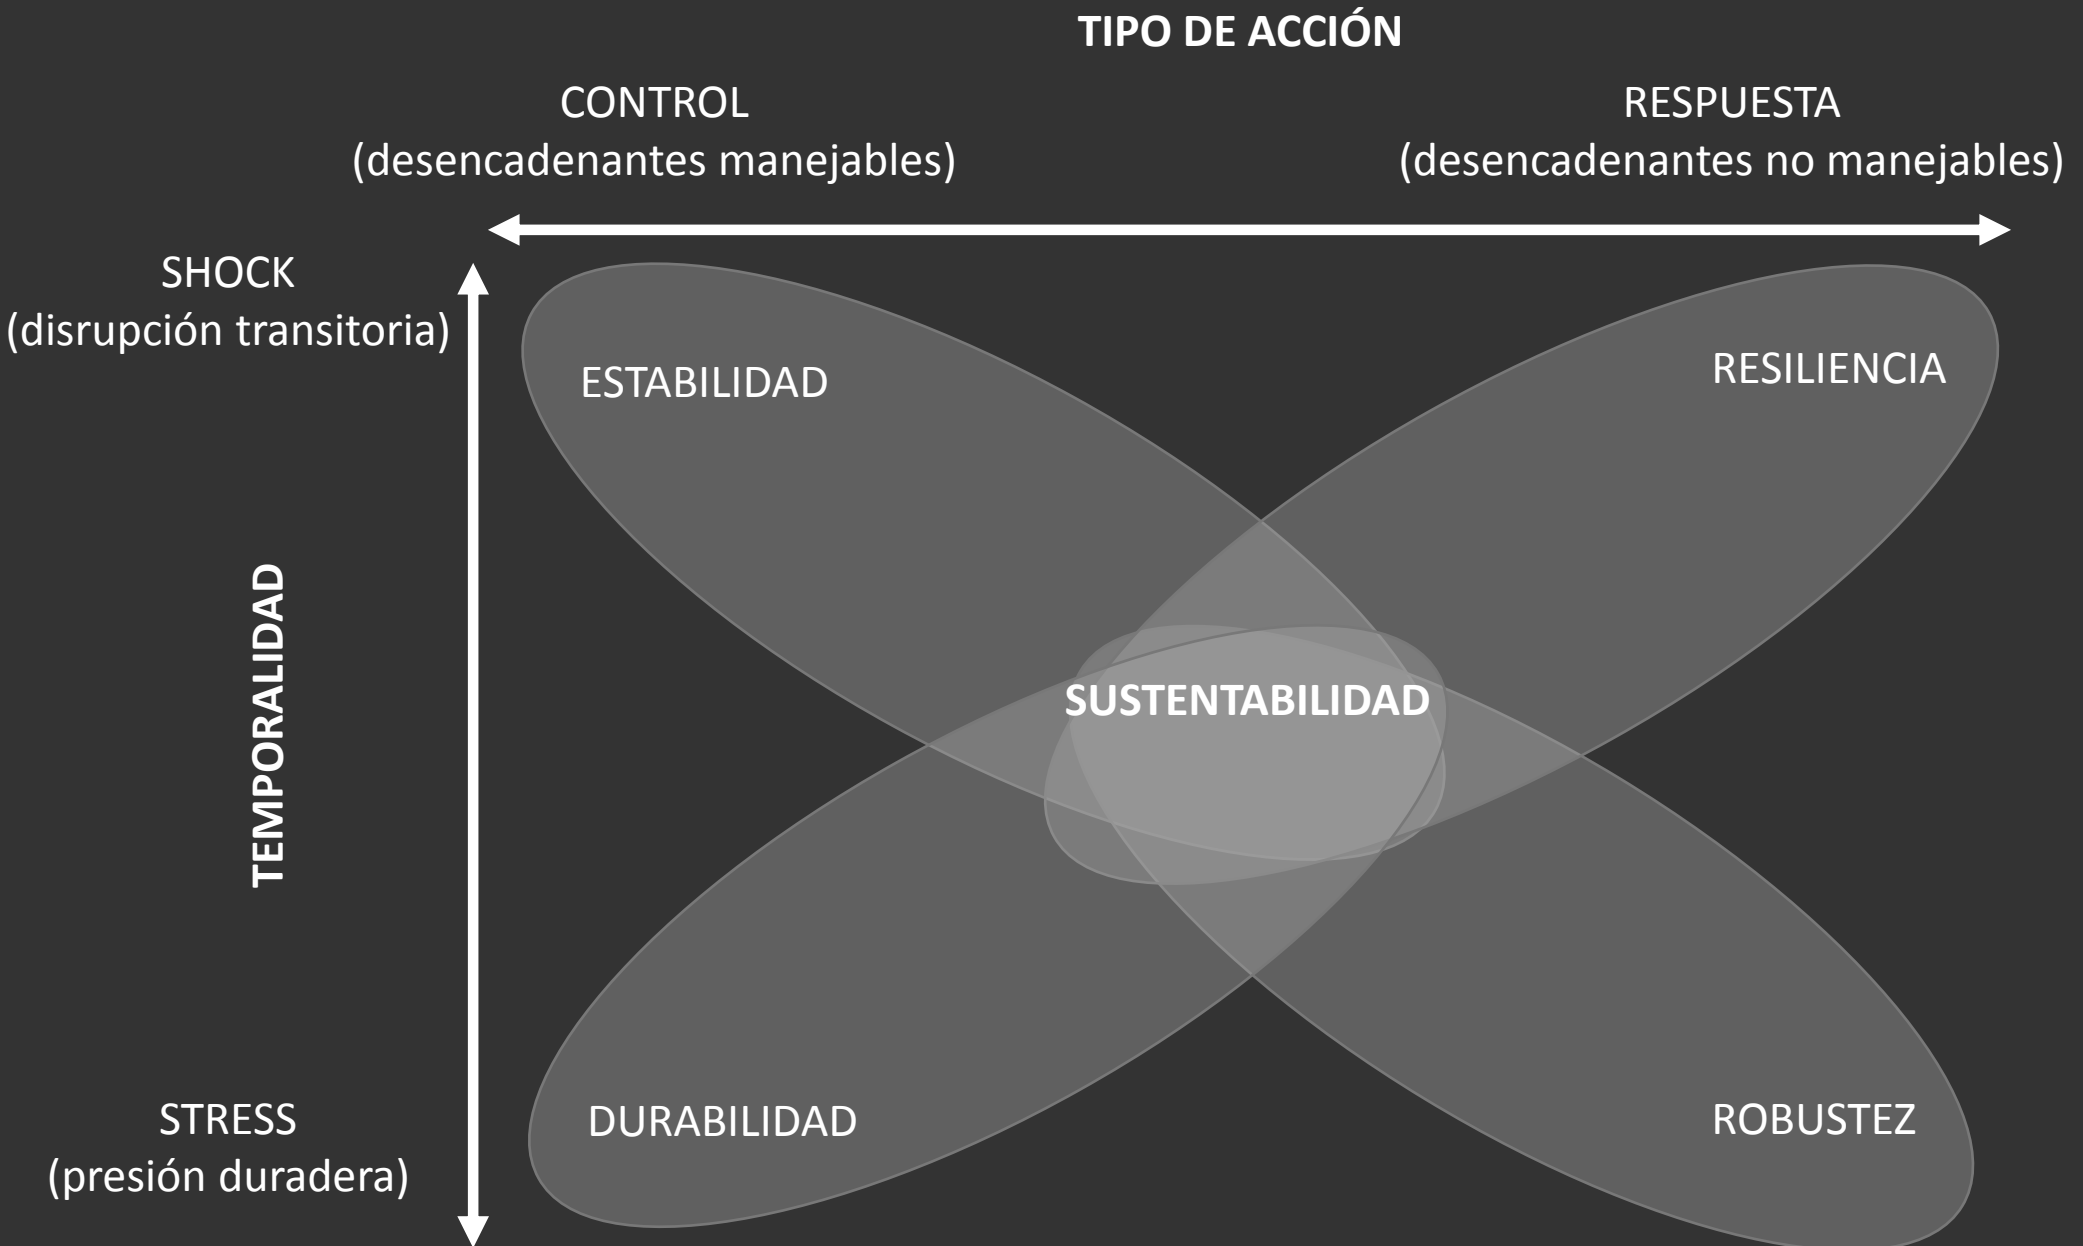 TIPO DE ACCIÓN
CONTROL
(desencadenantes manejables)
RESPUESTA
(desencadenantes no manejables)
SHOCK
(disrupción transitoria)
ESTABILIDAD
RESILIENCIA
TEMPORALIDAD
SUSTENTABILIDAD
STRESS
(presión duradera)
DURABILIDAD
ROBUSTEZ